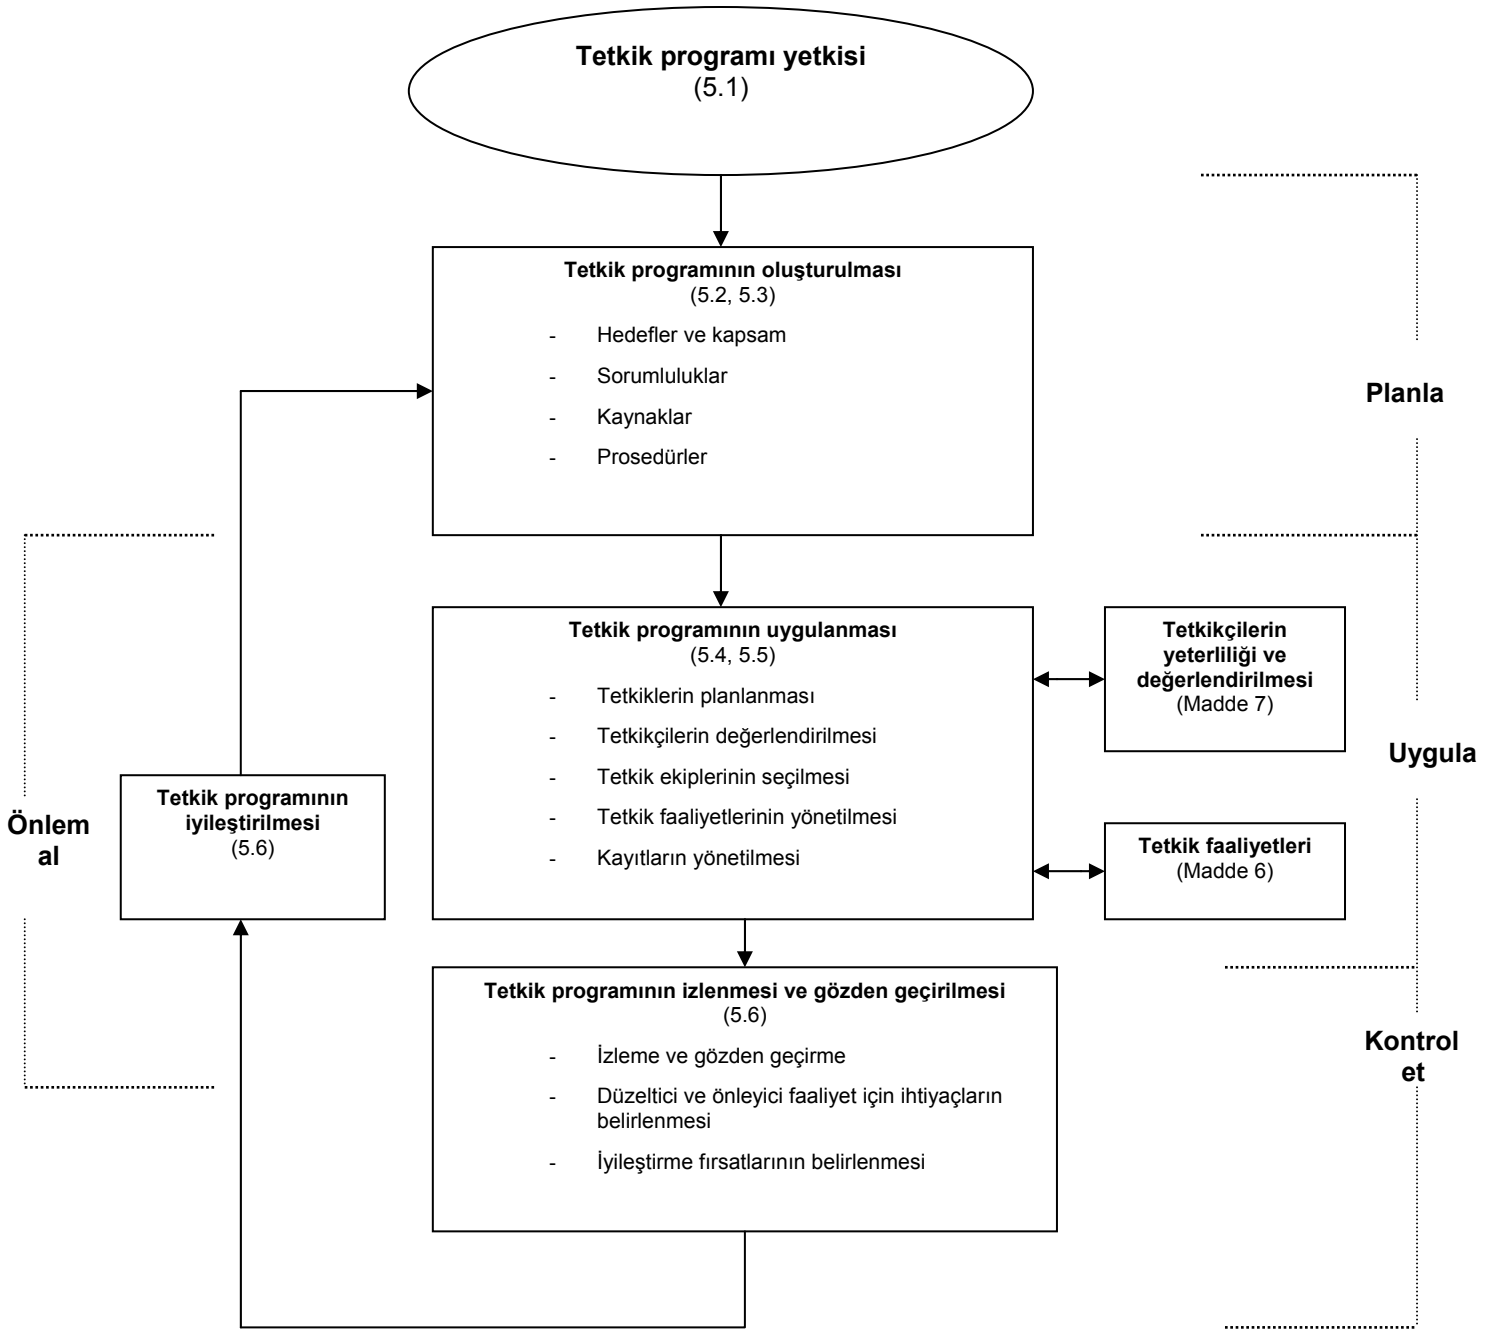 Tetkik programı yetkisi
(5.1)
Tetkik programının oluşturulması
(5.2, 5.3)
- Hedefler ve kapsam
- Sorumluluklar
- Kaynaklar
- Prosedürler
Planla
Tetkik programının uygulanması
(5.4, 5.5)
- Tetkiklerin planlanması
- Tetkikçilerin değerlendirilmesi
- Tetkik ekiplerinin seçilmesi
- Tetkik faaliyetlerinin yönetilmesi
- Kayıtların yönetilmesi
Tetkikçilerin
yeterliliği ve
değerlendirilmesi
(Madde 7)
Uygula
Tetkik faaliyetleri
(Madde 6)
Önlem
al
Tetkik programının
iyileştirilmesi
(5.6)
Tetkik programının izlenmesi ve gözden geçirilmesi
(5.6)
- İzleme ve gözden geçirme
- Düzeltici ve önleyici faaliyet için ihtiyaçların
belirlenmesi
- İyileştirme fırsatlarının belirlenmesi
Kontrol
et